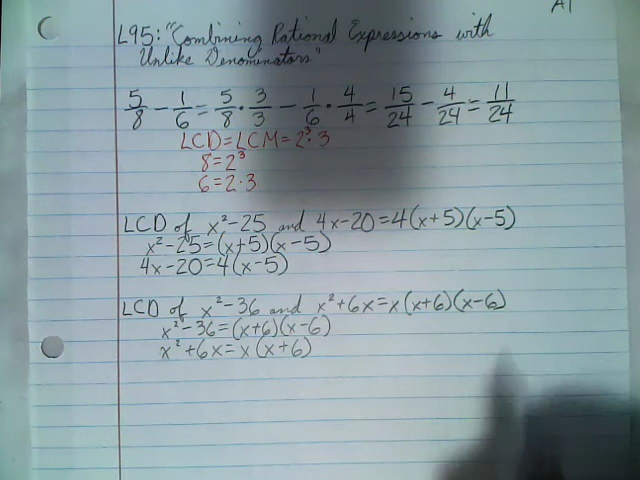 A1
L95: "Combining Rational Expressions with
Unlike Denominators"
5/8 − 1/6 = 5/8 · 3/3 − 1/6 · 4/4 = 15/24 − 4/24 = 11/24
LCD = LCM = 2³ · 3
8 = 2³
6 = 2 · 3
LCD of x² − 25 and 4x − 20 = 4(x + 5)(x − 5)
x² − 25 = (x + 5)(x − 5)
4x − 20 = 4(x − 5)
LCD of x² − 36 and x² + 6x = x(x + 6)(x − 6)
x² − 36 = (x + 6)(x − 6)
x² + 6x = x(x + 6)